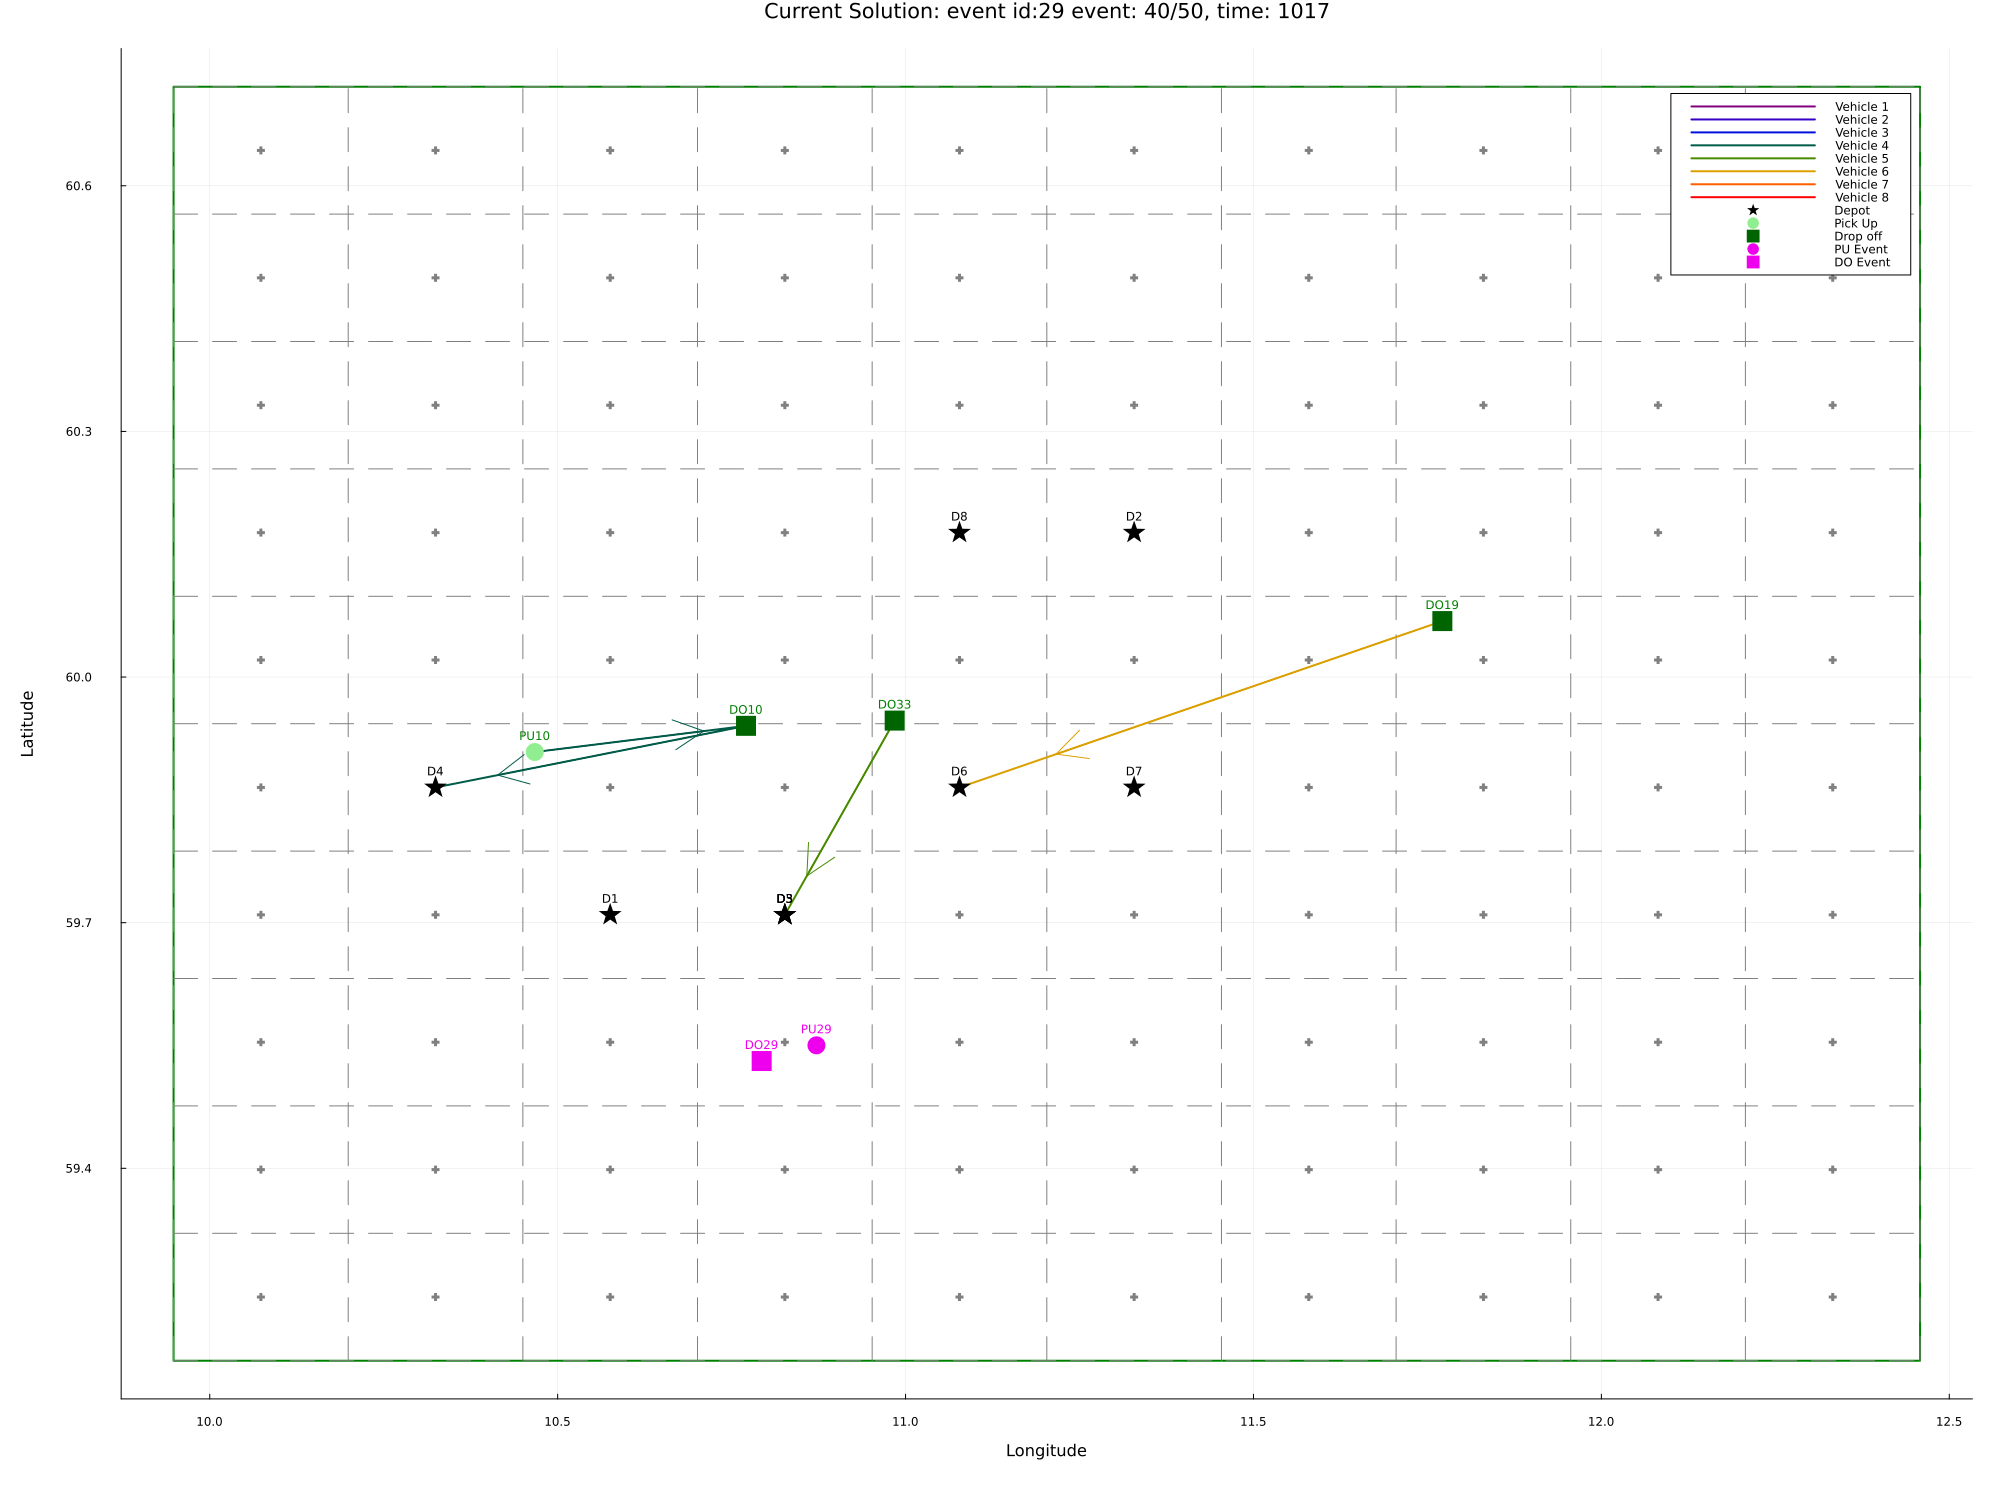 Current Solution: event id:29 event: 40/50, time: 1017
Vehicle 1
Vehicle 2
Vehicle 3
Vehicle 4
Vehicle 5
Vehicle 6
Vehicle 7
Vehicle 8
Depot
Pick Up
Drop off
PU Event
DO Event
60.6
60.3
60.0
59.7
59.4
Latitude
D8
D2
DO19
DO33
DO10
PU10
D4
D6
D7
D1
PU29
DO29
10.0
10.5
11.0
11.5
12.0
12.5
Longitude